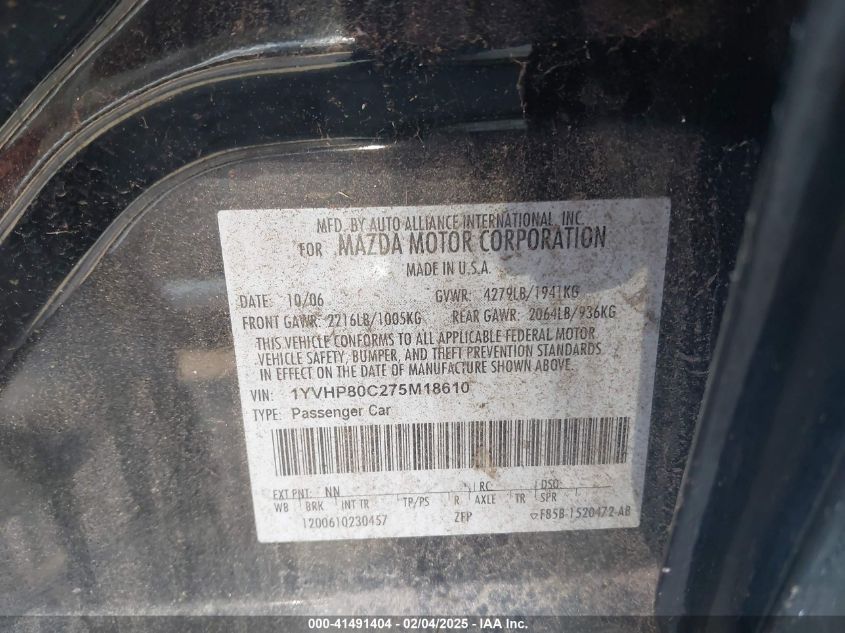 MFD. BY AUTO ALLIANCE INTERNATIONAL, INC.
FOR MAZDA MOTOR CORPORATION
MADE IN U.S.A.
DATE: 10/06 GVWR: 4279LB/1941KG
FRONT GAWR: 2216LB/1005KG REAR GAWR: 2064LB/936KG
THIS VEHICLE CONFORMS TO ALL APPLICABLE FEDERAL MOTOR
VEHICLE SAFETY, BUMPER, AND THEFT PREVENTION STANDARDS
IN EFFECT ON THE DATE OF MANUFACTURE SHOWN ABOVE.
VIN: 1YVHP80C275M18610
TYPE: Passenger Car
EXT PNT: NN RC: DSO:
WB BRK INT TR TP/PS R AXLE TR SPR
1200610230457 ZFP F85B-1520472-AB
000-41491404 - 02/04/2025 - IAA Inc.